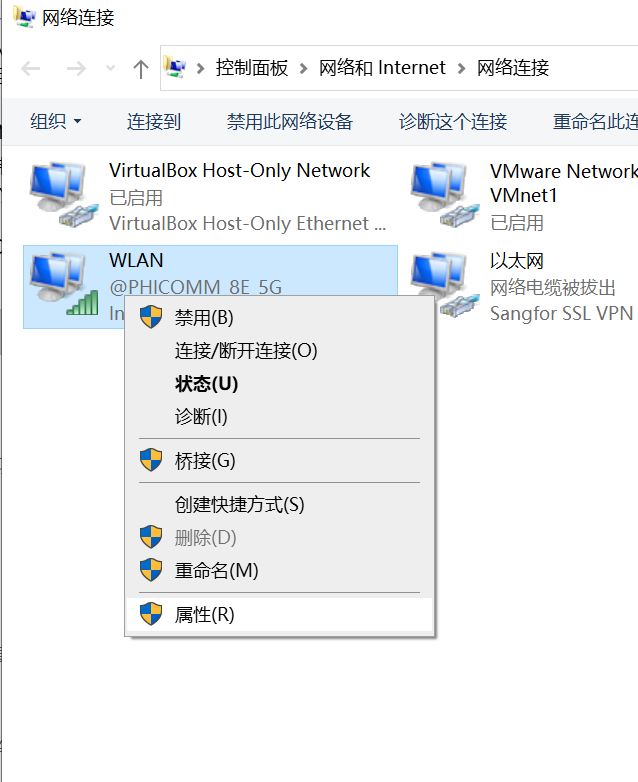 网络连接
控制面板 > 网络和 Internet > 网络连接
组织 连接到 禁用此网络设备 诊断这个连接 重命名此连
VirtualBox Host-Only Network
已启用
VirtualBox Host-Only Ethernet ...
VMware Network
VMnet1
已启用
WLAN
@PHICOMM_8E_5G
In
以太网
网络电缆被拔出
Sangfor SSL VPN
禁用(B)
连接/断开连接(O)
状态(U)
诊断(I)
桥接(G)
创建快捷方式(S)
删除(D)
重命名(M)
属性(R)